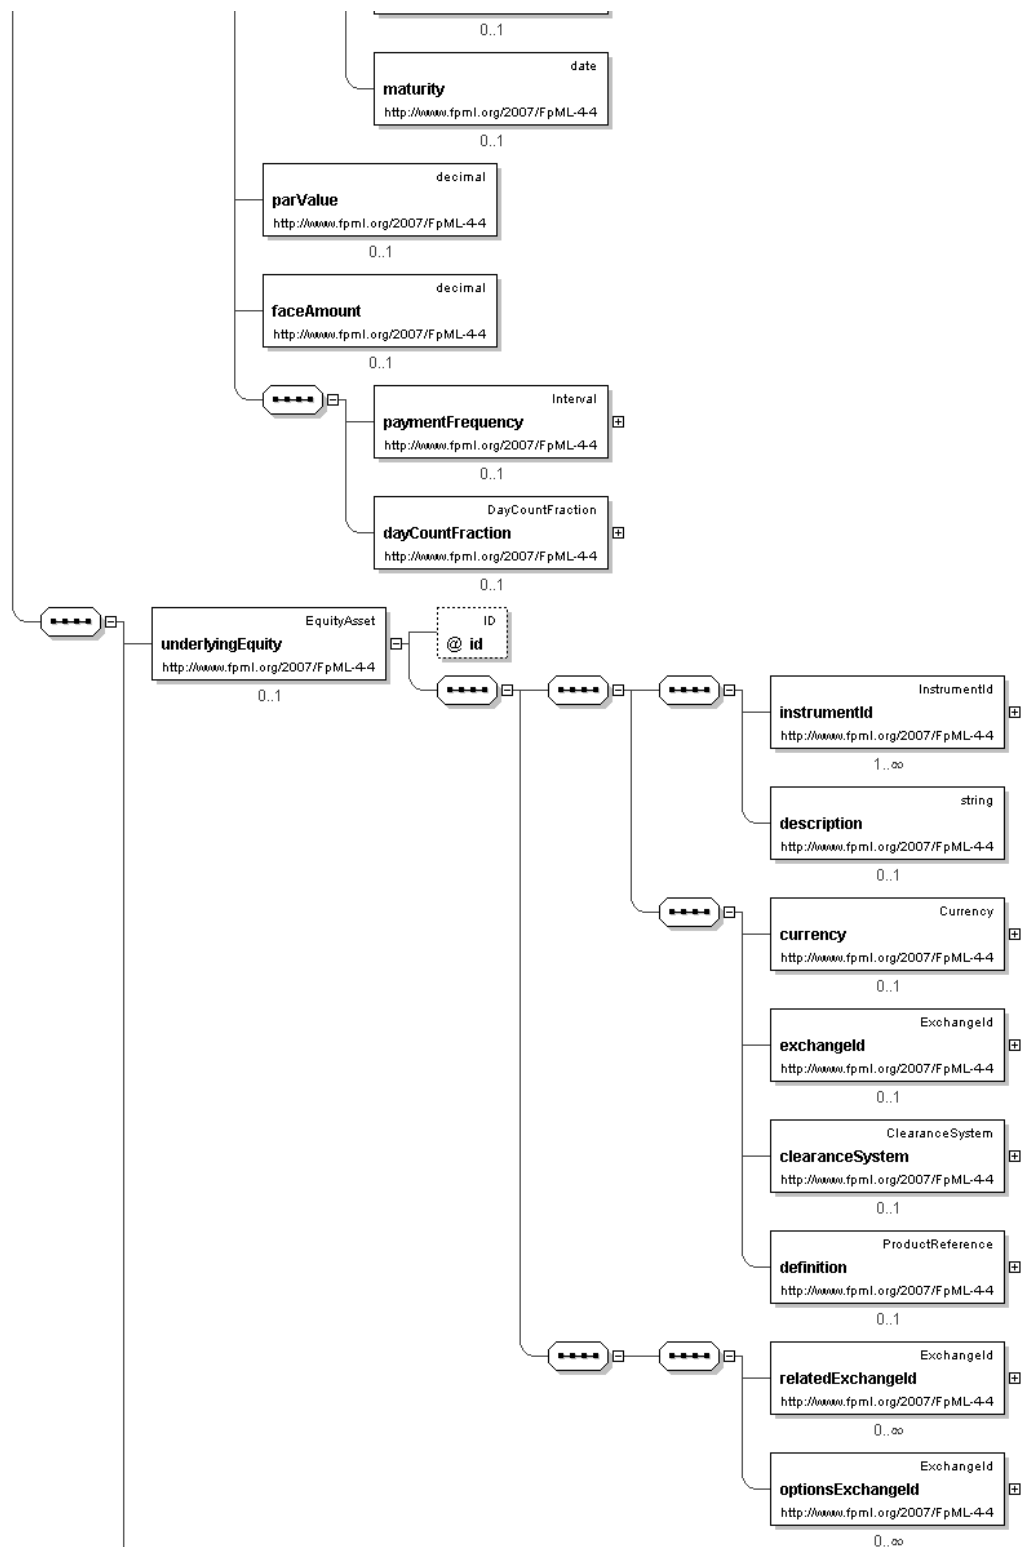 0..1
date
maturity
http://www.fpml.org/2007/FpML-4-4
0..1
decimal
parValue
http://www.fpml.org/2007/FpML-4-4
0..1
decimal
faceAmount
http://www.fpml.org/2007/FpML-4-4
0..1
Interval
paymentFrequency
http://www.fpml.org/2007/FpML-4-4
0..1
DayCountFraction
dayCountFraction
http://www.fpml.org/2007/FpML-4-4
0..1
EquityAsset
underlyingEquity
http://www.fpml.org/2007/FpML-4-4
0..1
ID
@ id
InstrumentId
instrumentId
http://www.fpml.org/2007/FpML-4-4
1..∞
string
description
http://www.fpml.org/2007/FpML-4-4
0..1
Currency
currency
http://www.fpml.org/2007/FpML-4-4
0..1
ExchangeId
exchangeId
http://www.fpml.org/2007/FpML-4-4
0..1
ClearanceSystem
clearanceSystem
http://www.fpml.org/2007/FpML-4-4
0..1
ProductReference
definition
http://www.fpml.org/2007/FpML-4-4
0..1
ExchangeId
relatedExchangeId
http://www.fpml.org/2007/FpML-4-4
0..∞
ExchangeId
optionsExchangeId
http://www.fpml.org/2007/FpML-4-4
0..∞